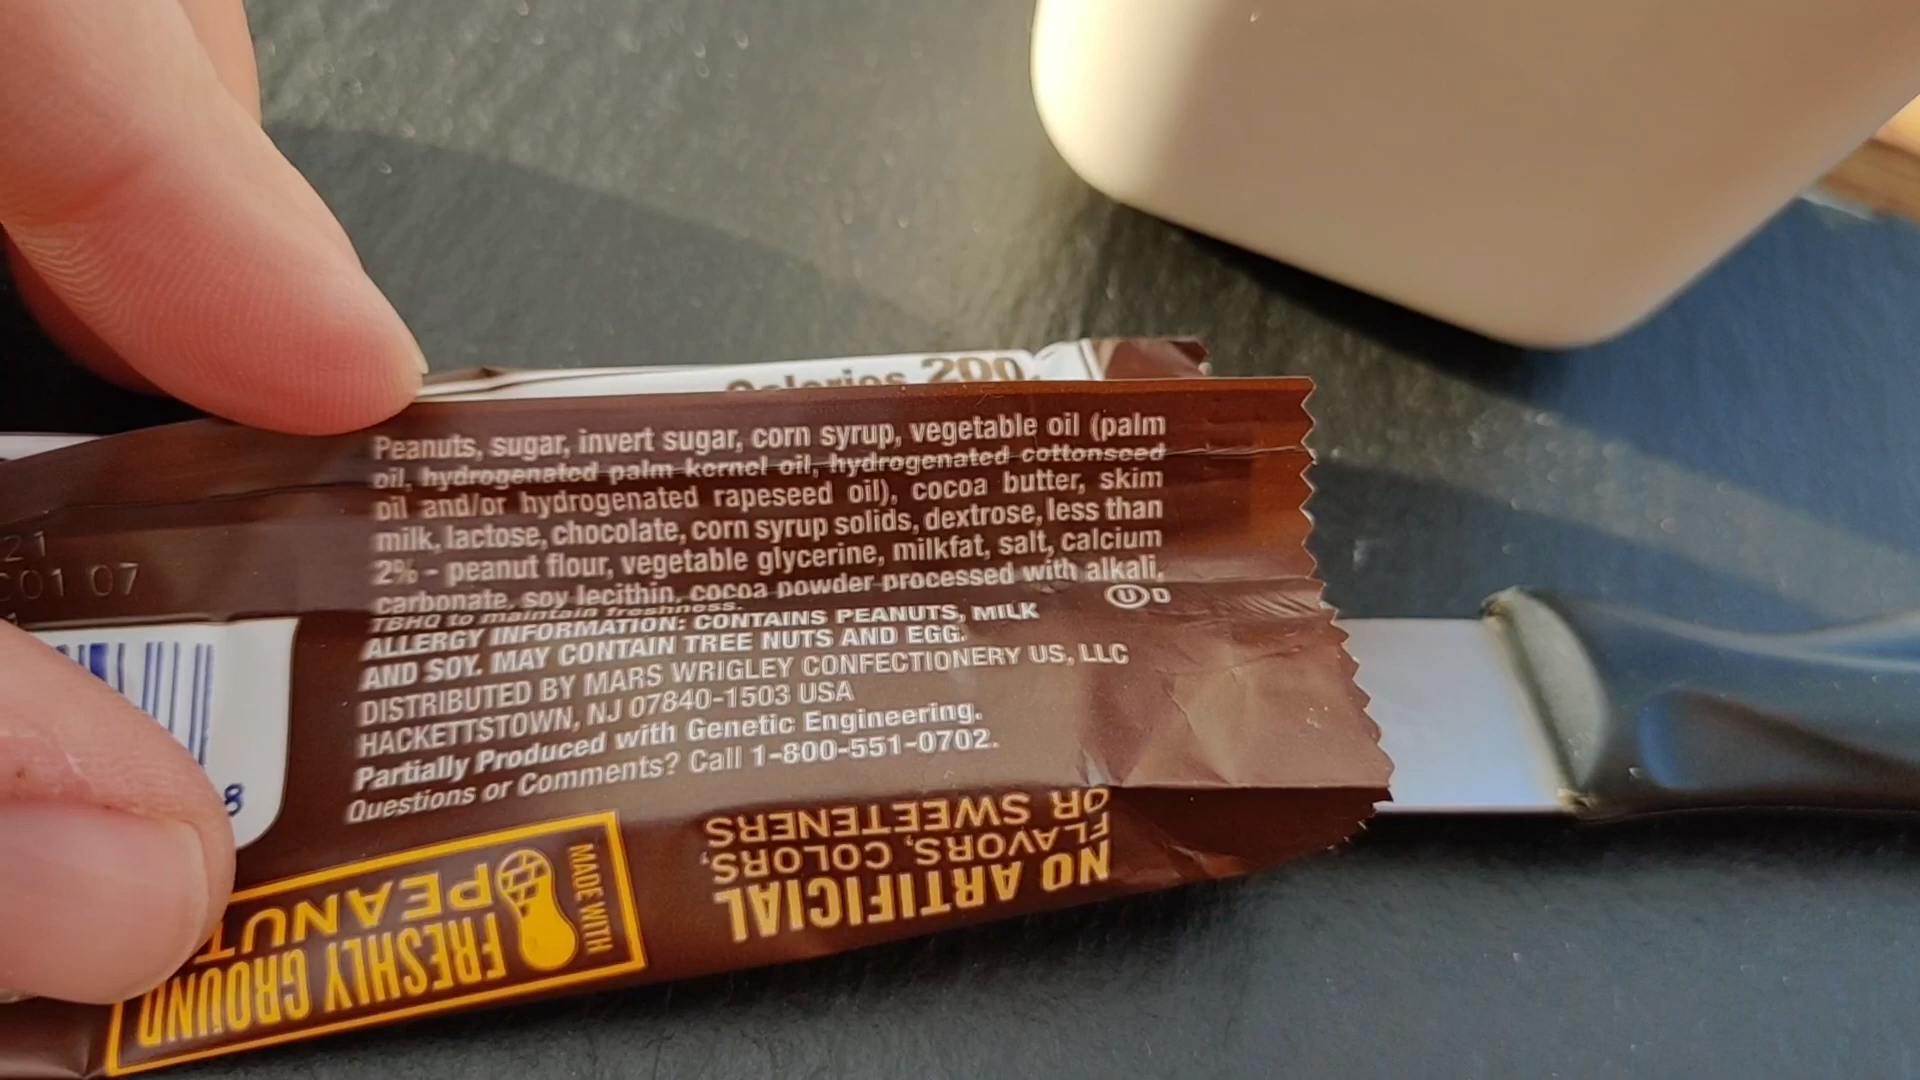 Calories 200,
Peanuts, sugar, invert sugar, corn syrup, vegetable oil (palm
oil, hydrogenated palm kernel oil, hydrogenated cottonseed
oil and/or hydrogenated rapeseed oil), cocoa butter, skim
milk, lactose, chocolate, corn syrup solids, dextrose, less than
2% - peanut flour, vegetable glycerine, milkfat, salt, calcium
carbonate, soy lecithin, cocoa powder processed with alkali,
TBHQ to maintain freshness.
U D
ALLERGY INFORMATION: CONTAINS PEANUTS, MILK
AND SOY. MAY CONTAIN TREE NUTS AND EGG.
DISTRIBUTED BY MARS WRIGLEY CONFECTIONERY US, LLC
HACKETTSTOWN, NJ 07840-1503 USA
Partially Produced with Genetic Engineering.
Questions or Comments? Call 1-800-551-0702.
21
C01 07
8
NO ARTIFICIAL
FLAVORS, COLORS,
OR SWEETENERS
MADE WITH
FRESHLY GROUND
PEANUT